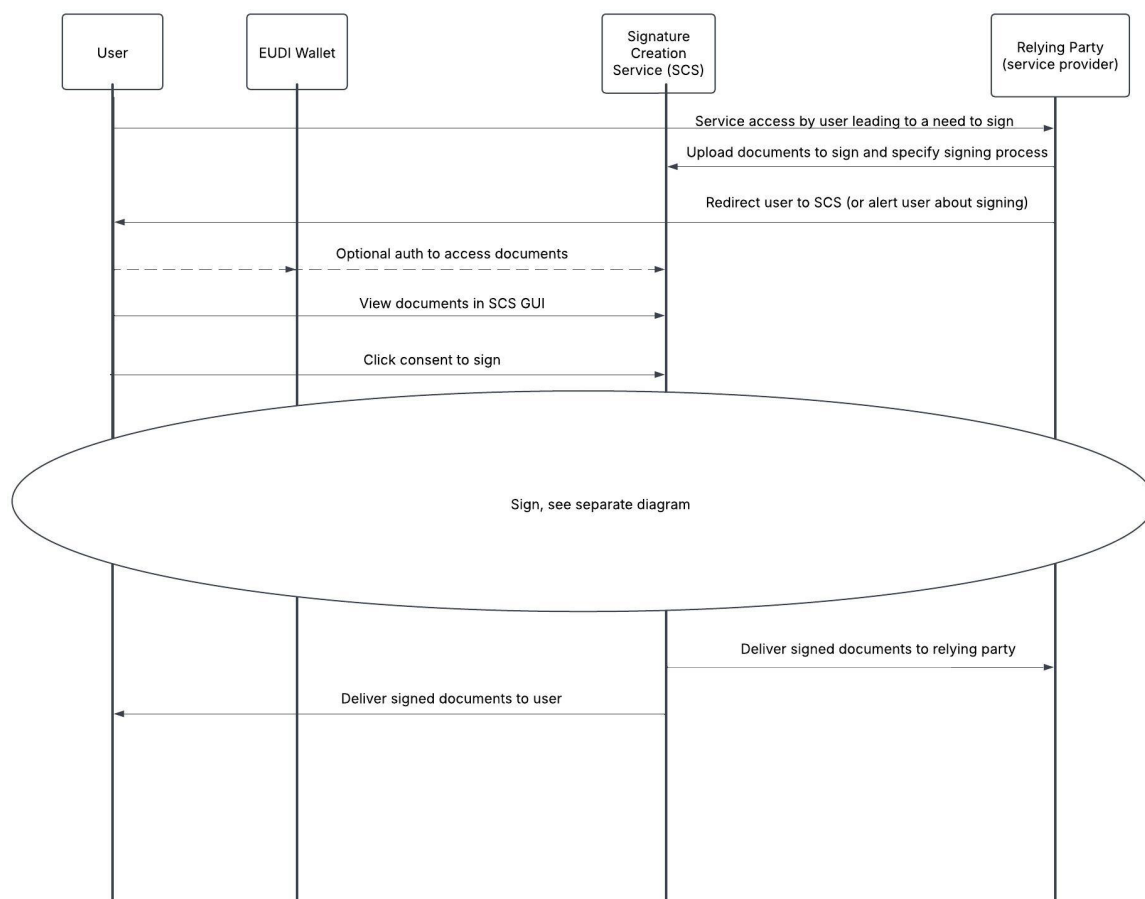 User
EUDI Wallet
Signature
Creation
Service (SCS)
Relying Party
(service provider)
Service access by user leading to a need to sign
Upload documents to sign and specify signing process
Redirect user to SCS (or alert user about signing)
Optional auth to access documents
View documents in SCS GUI
Click consent to sign
Sign, see separate diagram
Deliver signed documents to relying party
Deliver signed documents to user